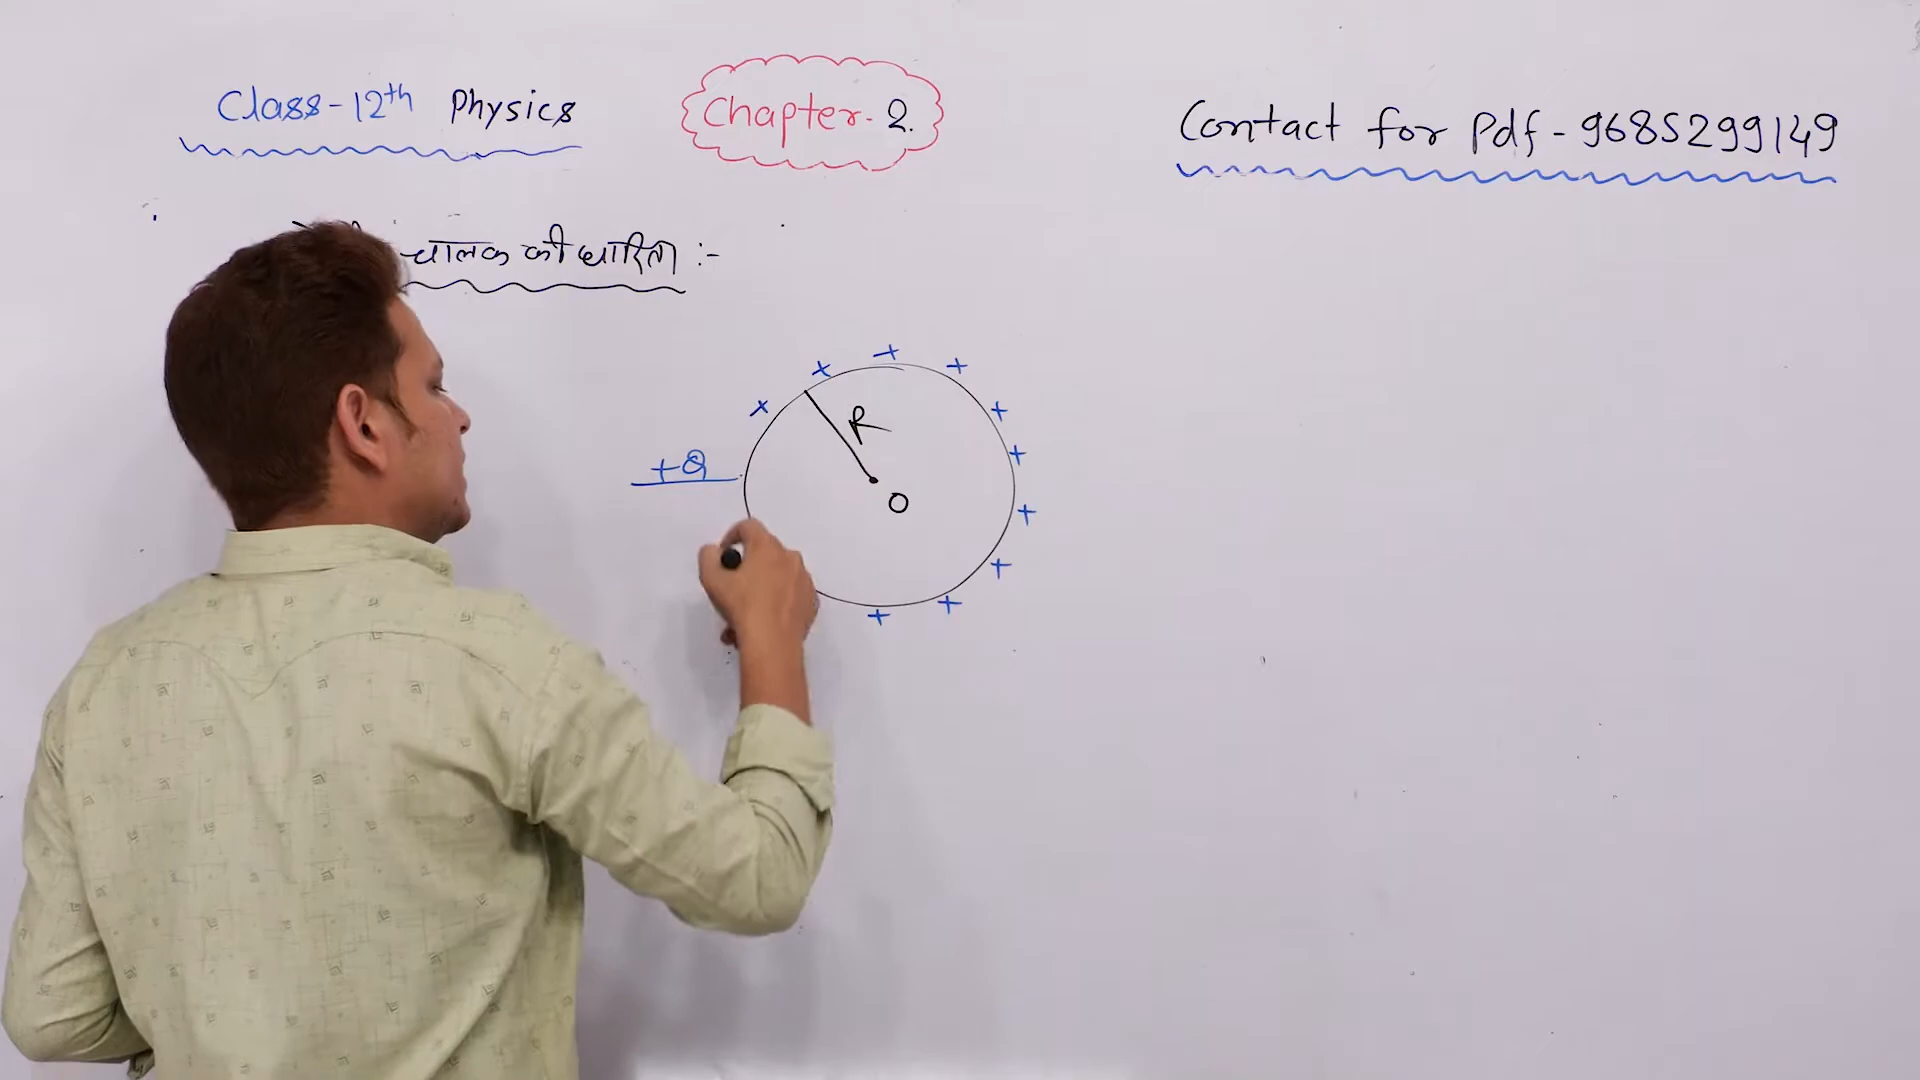 Class-12th Physics
Chapter-2.
Contact for Pdf-9685299149
चालक की धारिता :-
+ + + + + + + + + + +
R
+Q
O